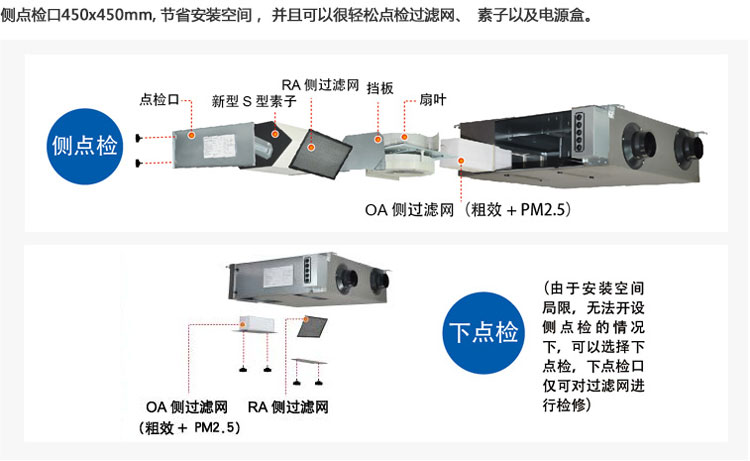 侧点检口450x450mm, 节省安装空间 ，并且可以很轻松点检过滤网、 素子以及电源盒。
侧点检
点检口
新型 S 型素子
RA 侧过滤网
挡板
扇叶
OA 侧过滤网（粗效 + PM2.5）
OA 侧过滤网
(粗效 + PM2.5)
RA 侧过滤网
下点检
(由于安装空间
局限，无法开设
侧点检的情况
下，可以选择下
点检，下点检口
仅可对过滤网进
行检修)